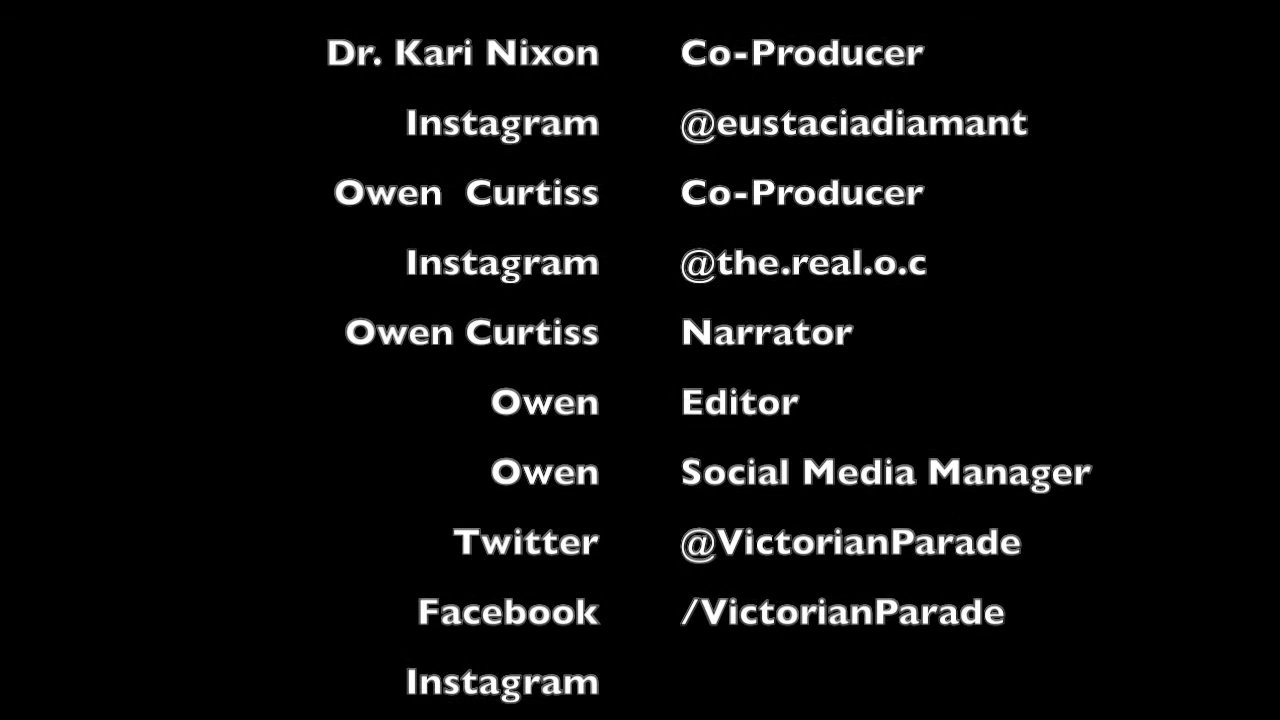 Dr. Kari Nixon Co-Producer
Instagram @eustaciadiamant
Owen  Curtiss Co-Producer
Instagram @the.real.o.c
Owen Curtiss Narrator
Owen Editor
Owen Social Media Manager
Twitter @VictorianParade
Facebook /VictorianParade
Instagram